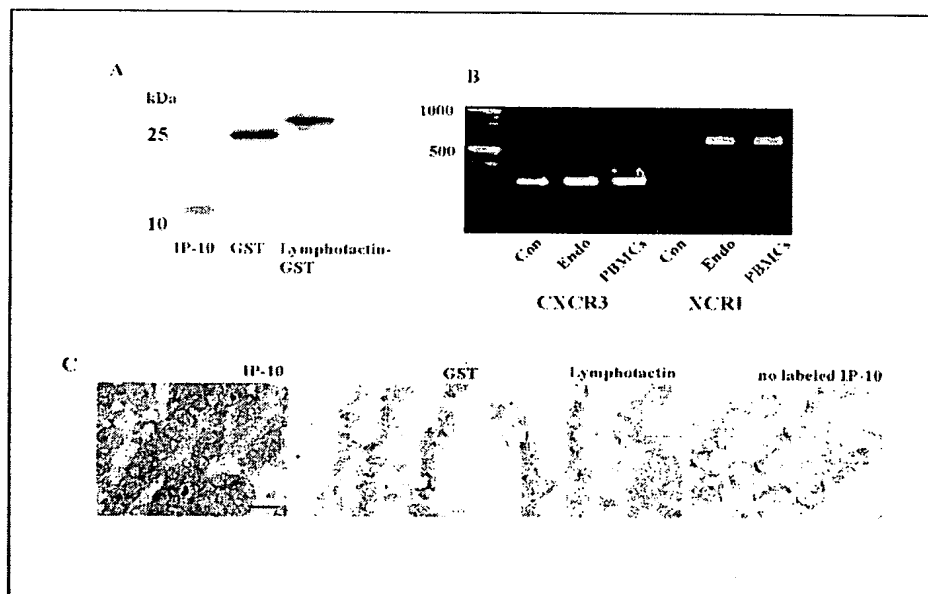 A
kDa
25
10
IP-10 GST Lymphotactin-
GST
B
1000
500
Con Endo PBMCs Con Endo PBMCs
CXCR3 XCR1
C
IP-10 GST Lymphotactin no labeled IP-10